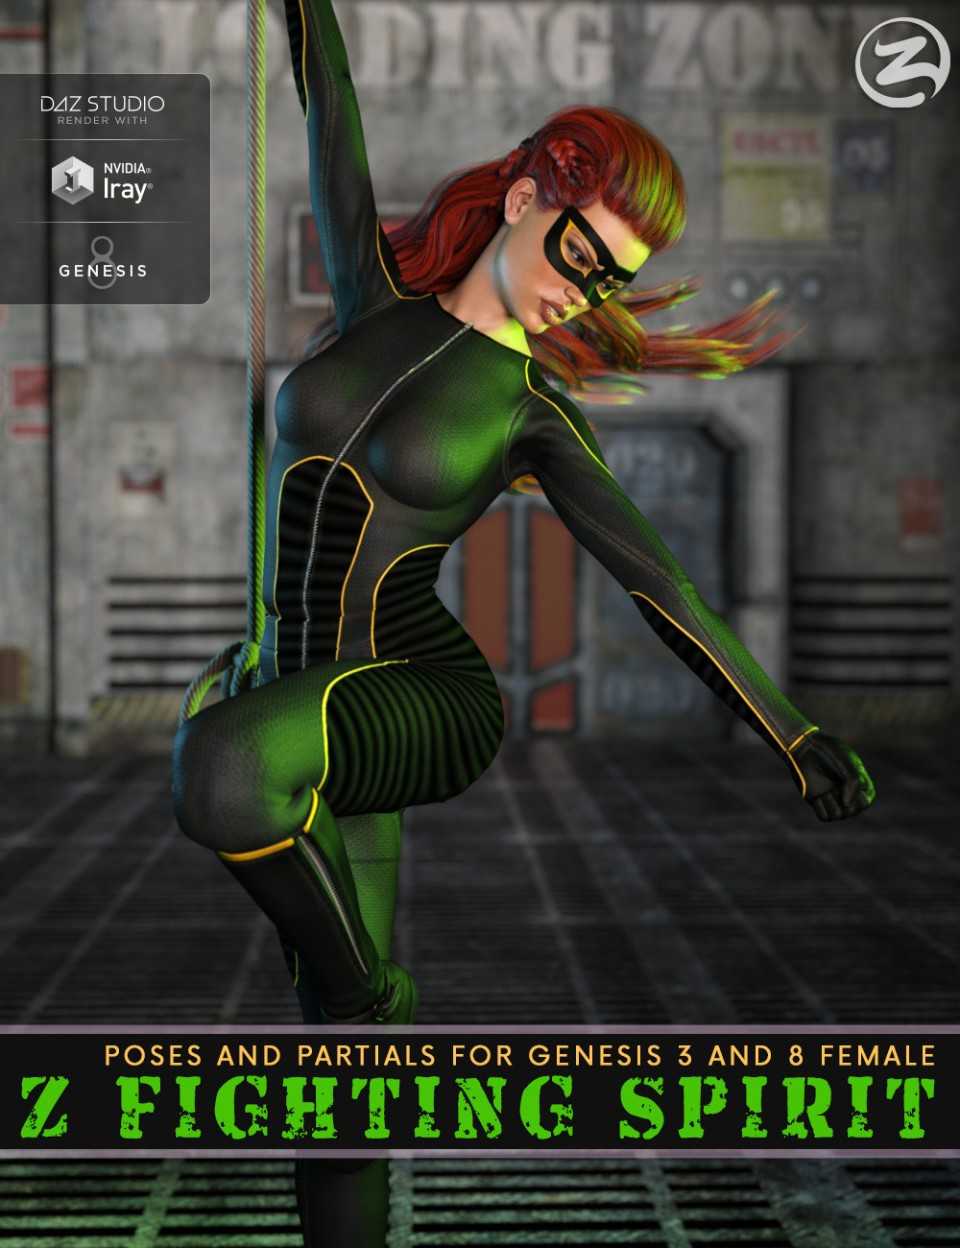 LOADING ZONE
DAZ STUDIO
RENDER WITH
NVIDIA®
Iray®
8
GENESIS
Z
POSES AND PARTIALS FOR GENESIS 3 AND 8 FEMALE
Z FIGHTING SPIRIT